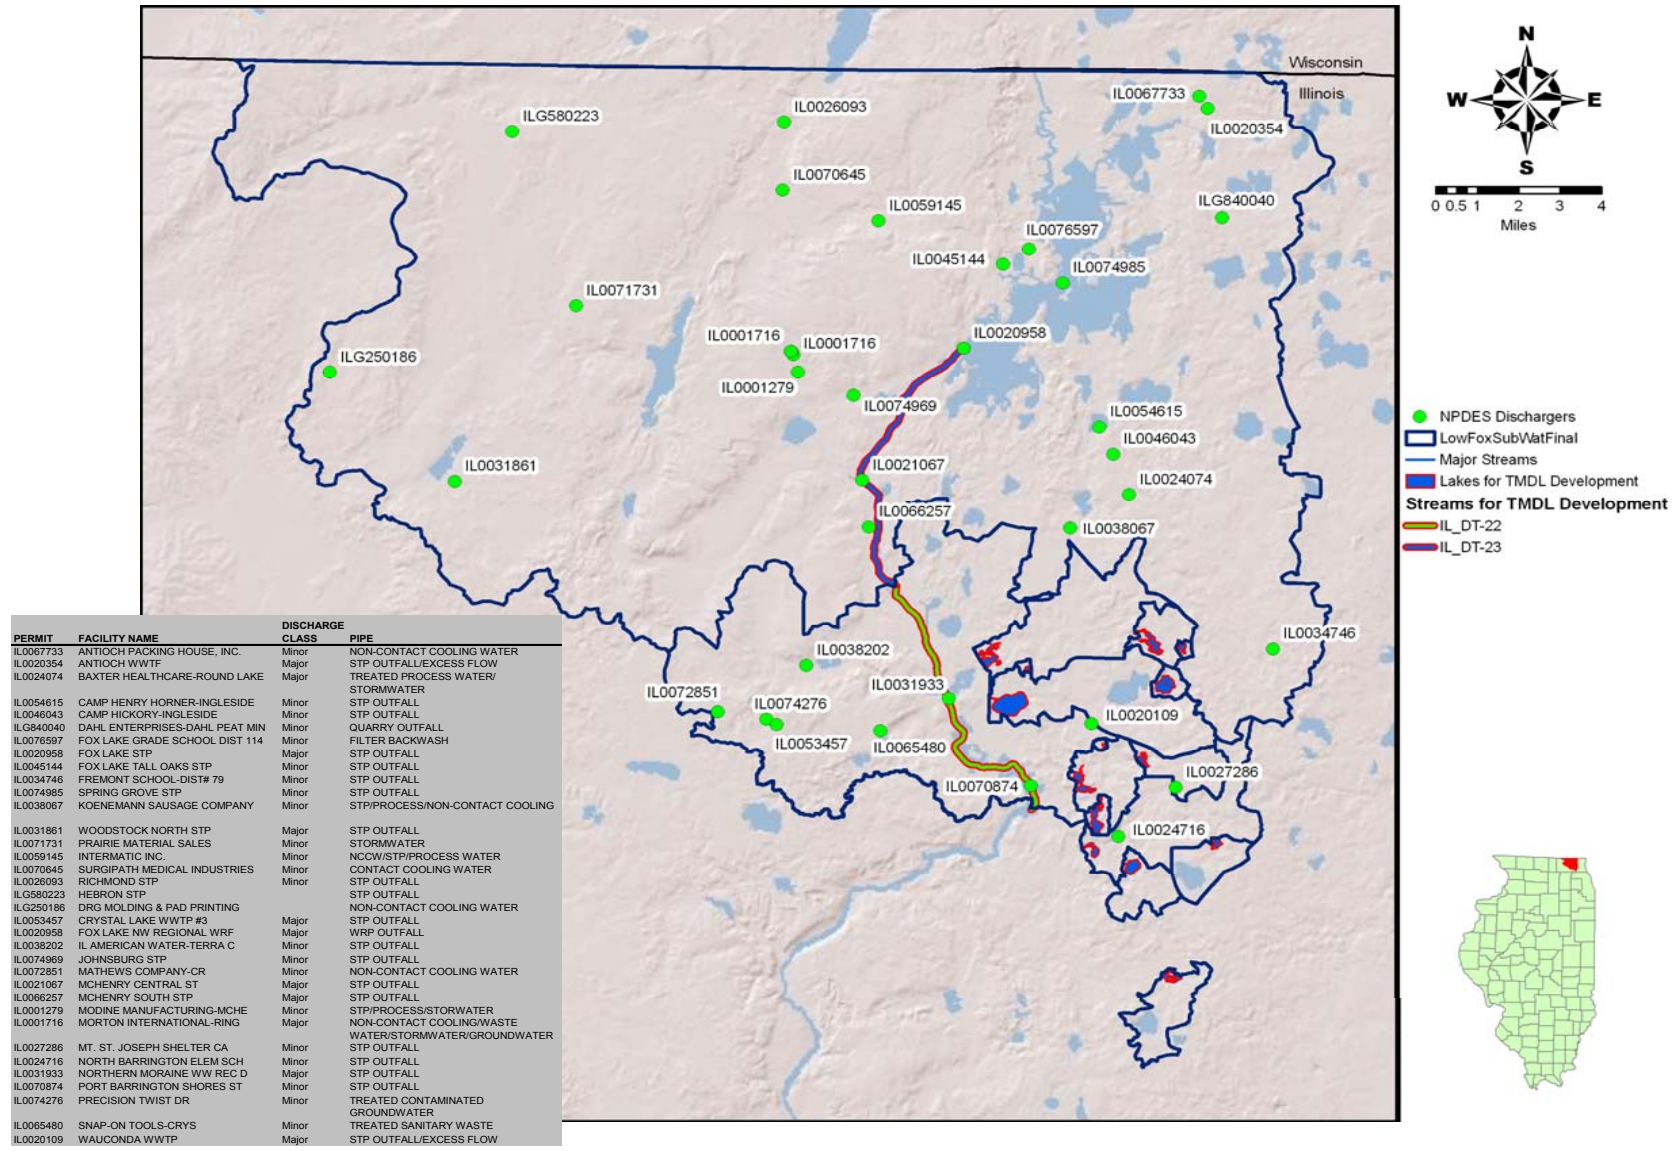 Wisconsin
Illinois
IL0067733
IL0020354
ILG580223
IL0026093
IL0070645
IL0059145
ILG840040
IL0076597
IL0045144
IL0074985
IL0071731
IL0020958
IL0001716
IL0001716
ILG250186
IL0001279
IL0074969
IL0054615
IL0046043
IL0031861
IL0021067
IL0024074
IL0066257
IL0038067
IL0034746
IL0038202
IL0072851
IL0031933
IL0074276
IL0053457
IL0065480
IL0020109
IL0027286
IL0070874
IL0024716
N
W E
S
0 0.5 1 2 3 4
Miles
NPDES Dischargers
LowFoxSubWatFinal
Major Streams
Lakes for TMDL Development
Streams for TMDL Development
IL_DT-22
IL_DT-23
DISCHARGE
PERMIT FACILITY NAME CLASS PIPE
IL0067733 ANTIOCH PACKING HOUSE, INC. Minor NON-CONTACT COOLING WATER
IL0020354 ANTIOCH WWTF Major STP OUTFALL/EXCESS FLOW
IL0024074 BAXTER HEALTHCARE-ROUND LAKE Major TREATED PROCESS WATER/
STORMWATER
IL0054615 CAMP HENRY HORNER-INGLESIDE Minor STP OUTFALL
IL0046043 CAMP HICKORY-INGLESIDE Minor STP OUTFALL
ILG840040 DAHL ENTERPRISES-DAHL PEAT MIN Minor QUARRY OUTFALL
IL0076597 FOX LAKE GRADE SCHOOL DIST 114 Minor FILTER BACKWASH
IL0020958 FOX LAKE STP Major STP OUTFALL
IL0045144 FOX LAKE TALL OAKS STP Minor STP OUTFALL
IL0034746 FREMONT SCHOOL-DIST# 79 Minor STP OUTFALL
IL0074985 SPRING GROVE STP Minor STP OUTFALL
IL0038067 KOENEMANN SAUSAGE COMPANY Minor STP/PROCESS/NON-CONTACT COOLING
IL0031861 WOODSTOCK NORTH STP Major STP OUTFALL
IL0071731 PRAIRIE MATERIAL SALES Minor STORMWATER
IL0059145 INTERMATIC INC. Minor NCCW/STP/PROCESS WATER
IL0070645 SURGIPATH MEDICAL INDUSTRIES Minor CONTACT COOLING WATER
IL0026093 RICHMOND STP Minor STP OUTFALL
ILG580223 HEBRON STP STP OUTFALL
ILG250186 DRG MOLDING & PAD PRINTING NON-CONTACT COOLING WATER
IL0053457 CRYSTAL LAKE WWTP #3 Major STP OUTFALL
IL0020958 FOX LAKE NW REGIONAL WRF Major WRP OUTFALL
IL0038202 IL AMERICAN WATER-TERRA C Minor STP OUTFALL
IL0074969 JOHNSBURG STP Minor STP OUTFALL
IL0072851 MATHEWS COMPANY-CR Minor NON-CONTACT COOLING WATER
IL0021067 MCHENRY CENTRAL ST Major STP OUTFALL
IL0066257 MCHENRY SOUTH STP Major STP OUTFALL
IL0001279 MODINE MANUFACTURING-MCHE Minor STP/PROCESS/STORWATER
IL0001716 MORTON INTERNATIONAL-RING Major NON-CONTACT COOLING/WASTE
WATER/STORMWATER/GROUNDWATER
IL0027286 MT. ST. JOSEPH SHELTER CA Minor STP OUTFALL
IL0024716 NORTH BARRINGTON ELEM SCH Minor STP OUTFALL
IL0031933 NORTHERN MORAINE WW REC D Major STP OUTFALL
IL0070874 PORT BARRINGTON SHORES ST Minor STP OUTFALL
IL0074276 PRECISION TWIST DR Minor TREATED CONTAMINATED
GROUNDWATER
IL0065480 SNAP-ON TOOLS-CRYS Minor TREATED SANITARY WASTE
IL0020109 WAUCONDA WWTP Major STP OUTFALL/EXCESS FLOW